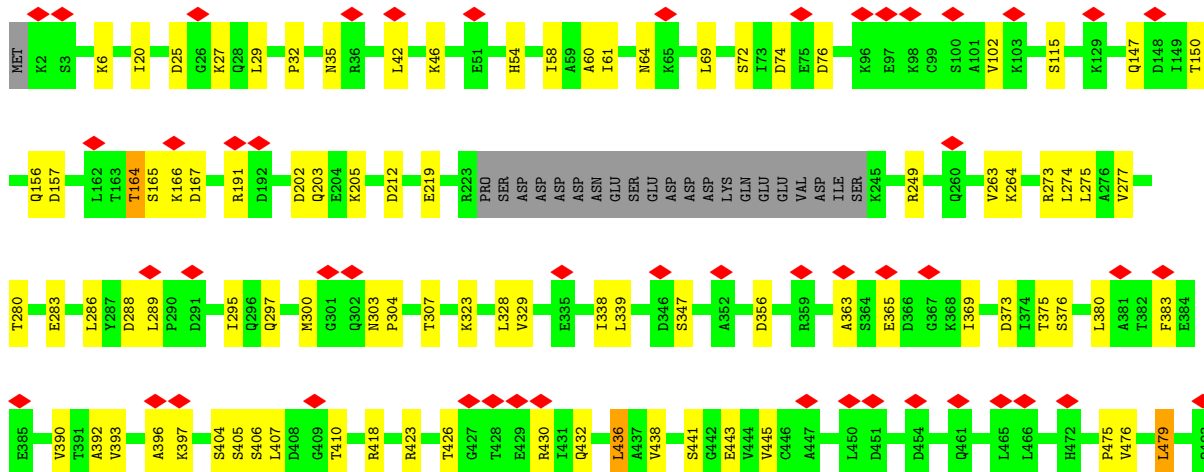 MET K2 S3 K6 I20 D25 G26 K27 Q28 L29 P32 N35 R36 L42 K46 E51 H54 I58 A59 A60 I61 N64 K65 L69 S72 I73 D74 E75 D76 K96 E97 K98 C99 S100 A101 V102 K103 S115 K129 Q147 D148 I149 T150
Q156 D157 L162 T163 T164 S165 K166 D167 R191 D192 D202 Q203 E204 K205 D212 E219 R223 PRO SER ASP ASP ASP ASP ASN GLU SER GLU ASP ASP ASP LYS GLN GLU GLU VAL ASP ILE SER K245 R249 Q260 V263 K264 R273 L274 L275 A276 V277
T280 E283 L286 Y287 D288 L289 P290 D291 I295 Q296 Q297 M300 G301 Q302 N303 P304 T307 K323 L328 V329 E335 I338 L339 D346 S347 A352 D356 R359 A363 S364 E365 D366 G367 K368 I369 D373 I374 T375 S376 L380 A381 T382 F383 E384
E385 V390 T391 A392 V393 A396 K397 S404 S405 S406 L407 D408 G409 T410 R418 R423 T426 G427 T428 E429 R430 I431 Q432 L436 A437 V438 S441 G442 E443 V444 V445 C446 A447 L450 D451 D454 Q461 L465 L466 H472 P475 V476 L479